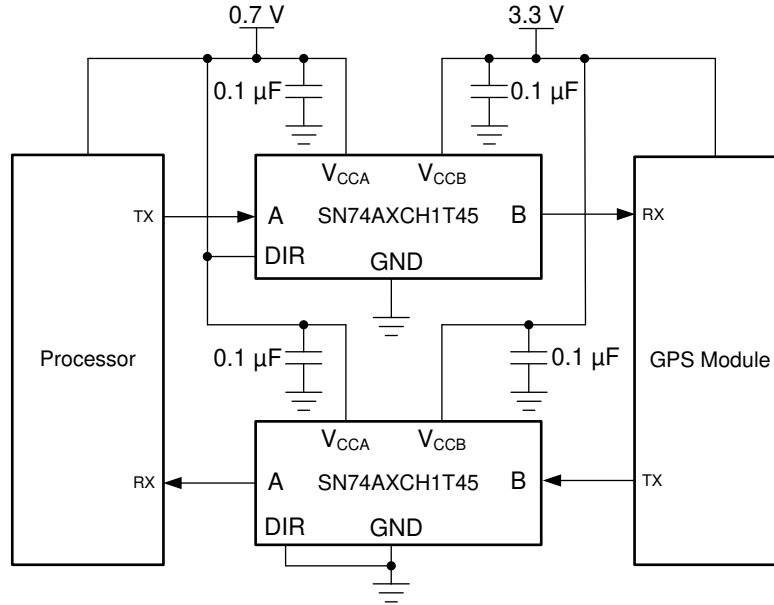 0.7 V
3.3 V
0.1 µF
0.1 µF
VCCA
VCCB
TX
A
SN74AXCH1T45
B
RX
DIR
GND
Processor
0.1 µF
0.1 µF
GPS Module
VCCA
VCCB
RX
A
SN74AXCH1T45
B
TX
DIR
GND